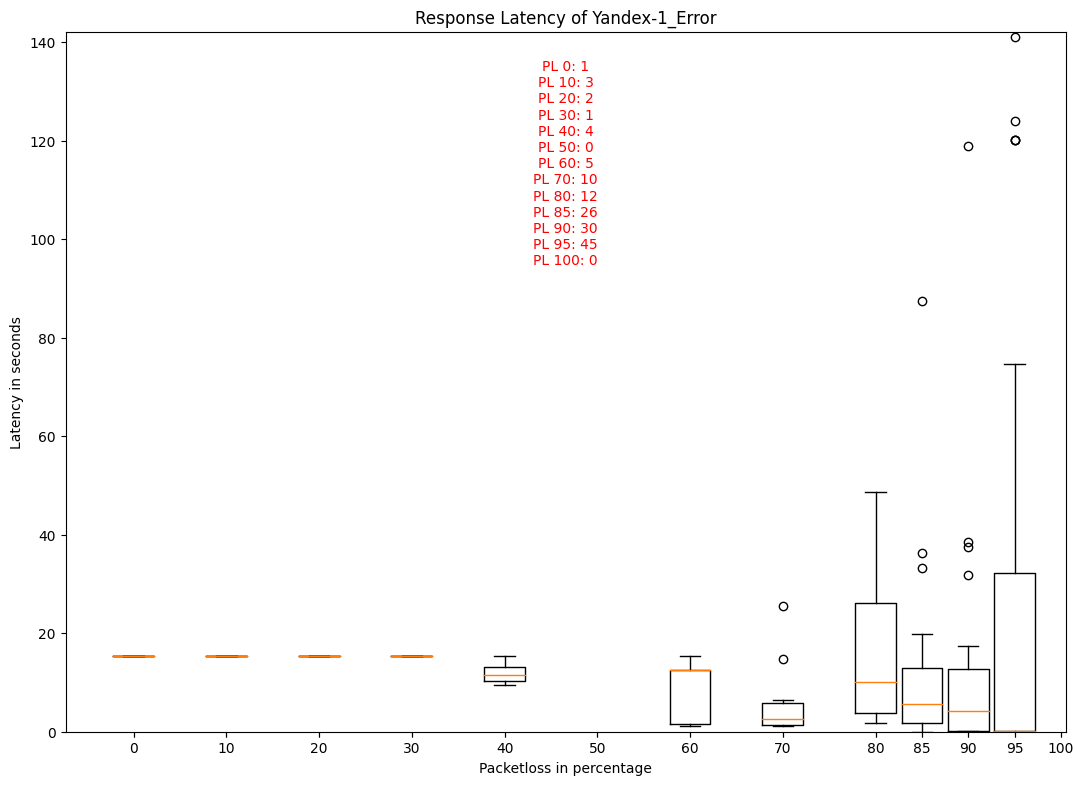 Response Latency of Yandex-1_Error
140
120
100
80
60
40
20
0
Latency in seconds
PL 0: 1
PL 10: 3
PL 20: 2
PL 30: 1
PL 40: 4
PL 50: 0
PL 60: 5
PL 70: 10
PL 80: 12
PL 85: 26
PL 90: 30
PL 95: 45
PL 100: 0
0 10 20 30 40 50 60 70 80 85 90 95 100
Packetloss in percentage